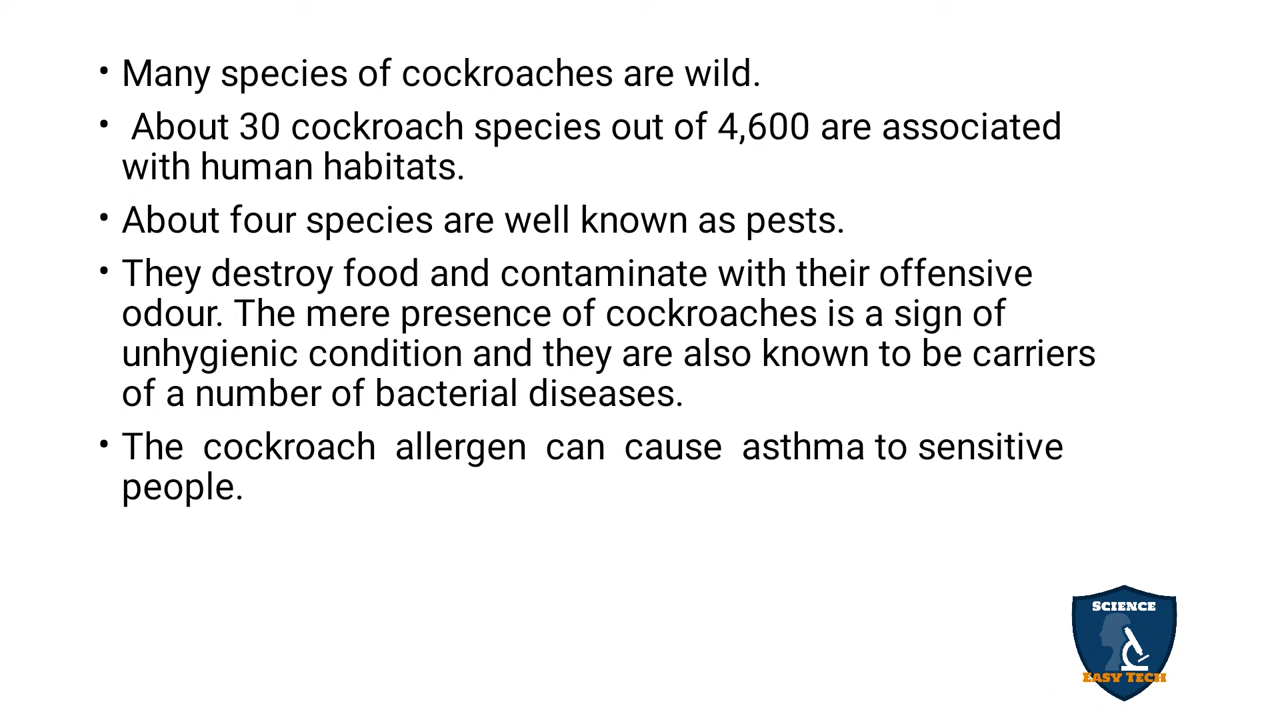 • Many species of cockroaches are wild.
• About 30 cockroach species out of 4,600 are associated
with human habitats.
• About four species are well known as pests.
• They destroy food and contaminate with their offensive
odour. The mere presence of cockroaches is a sign of
unhygienic condition and they are also known to be carriers
of a number of bacterial diseases.
• The cockroach allergen can cause asthma to sensitive
people.
SCIENCE
EASY TECH